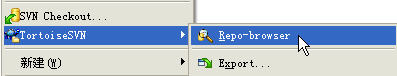 SVN Checkout...
TortoiseSVN
Repo-browser
新建(W)
Export...